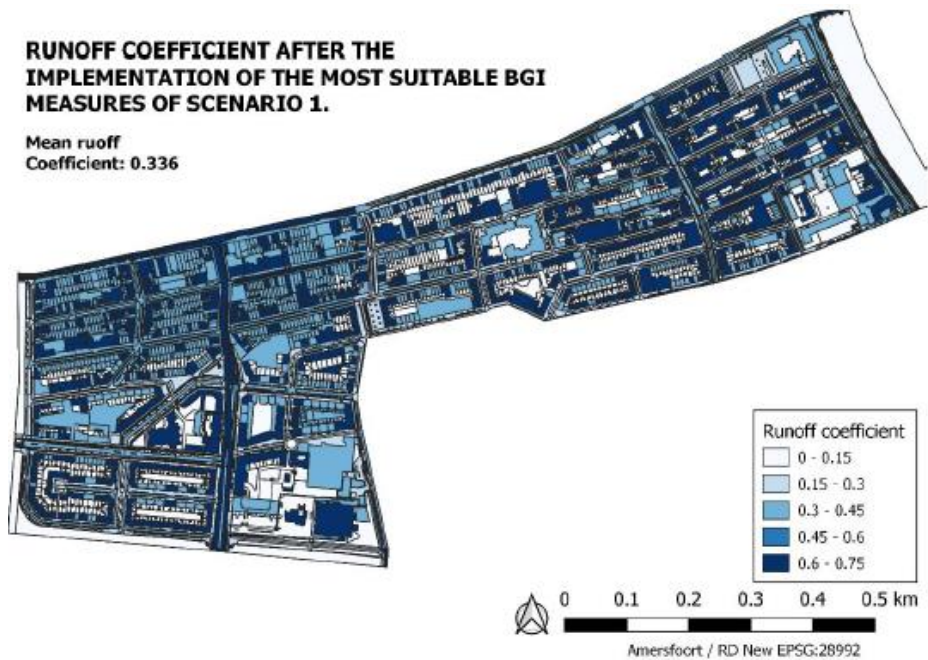 RUNOFF COEFFICIENT AFTER THE
IMPLEMENTATION OF THE MOST SUITABLE BGI
MEASURES OF SCENARIO 1.
Mean ruoff
Coefficient: 0.336
Runoff coefficient
0 - 0.15
0.15 - 0.3
0.3 - 0.45
0.45 - 0.6
0.6 - 0.75
0 0.1 0.2 0.3 0.4 0.5 km
Amersfoort / RD New EPSG:28992